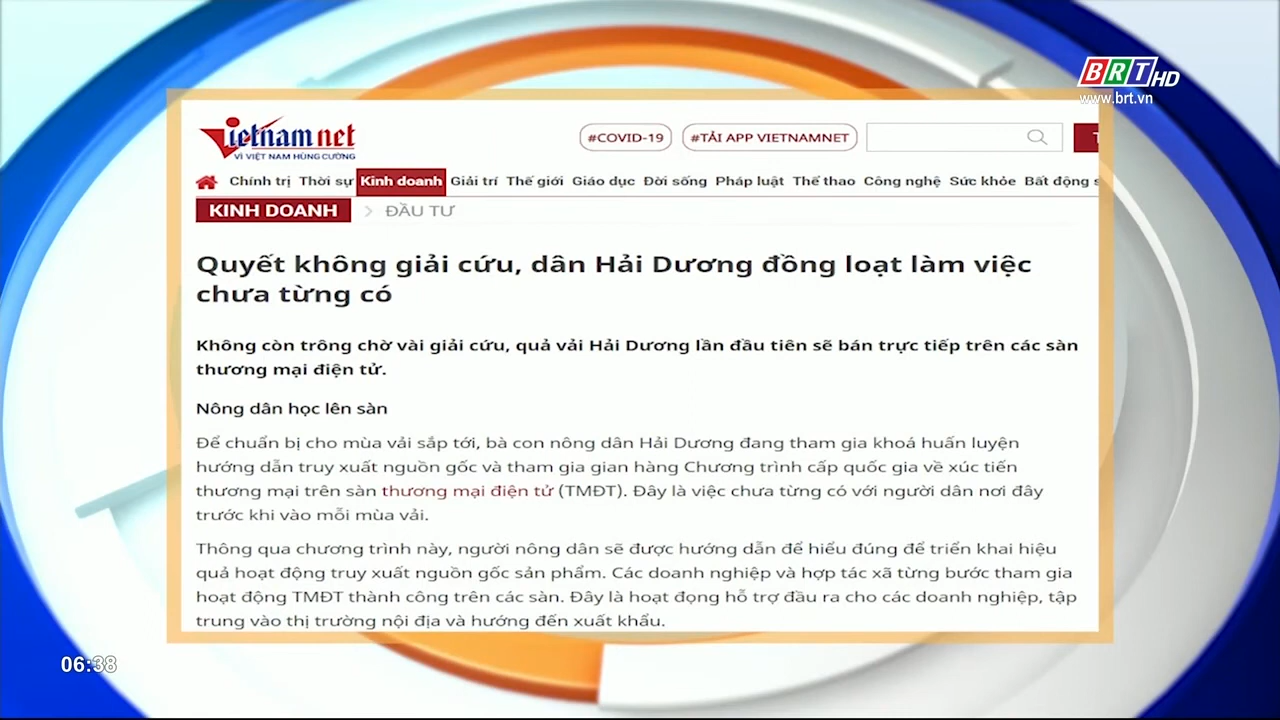 BRT HD
www.brt.vn
Vietnamnet
VÌ VIỆT NAM HÙNG CƯỜNG
#COVID-19
#TẢI APP VIETNAMNET
T
Chính trị Thời sự Kinh doanh Giải trí Thế giới Giáo dục Đời sống Pháp luật Thể thao Công nghệ Sức khỏe Bất động s
KINH DOANH > ĐẦU TƯ
Quyết không giải cứu, dân Hải Dương đồng loạt làm việc
chưa từng có
Không còn trông chờ vài giải cứu, quả vải Hải Dương lần đầu tiên sẽ bán trực tiếp trên các sàn
thương mại điện tử.
Nông dân học lên sàn
Để chuẩn bị cho mùa vải sắp tới, bà con nông dân Hải Dương đang tham gia khoá huấn luyện
hướng dẫn truy xuất nguồn gốc và tham gia gian hàng Chương trình cấp quốc gia về xúc tiến
thương mại trên sàn thương mại điện tử (TMĐT). Đây là việc chưa từng có với người dân nơi đây
trước khi vào mỗi mùa vải.
Thông qua chương trình này, người nông dân sẽ được hướng dẫn để hiểu đúng để triển khai hiệu
quả hoạt động truy xuất nguồn gốc sản phẩm. Các doanh nghiệp và hợp tác xã từng bước tham gia
hoạt động TMĐT thành công trên các sàn. Đây là hoạt đọng hỗ trợ đầu ra cho các doanh nghiệp, tập
trung vào thị trường nội địa và hướng đến xuất khẩu.
06:38